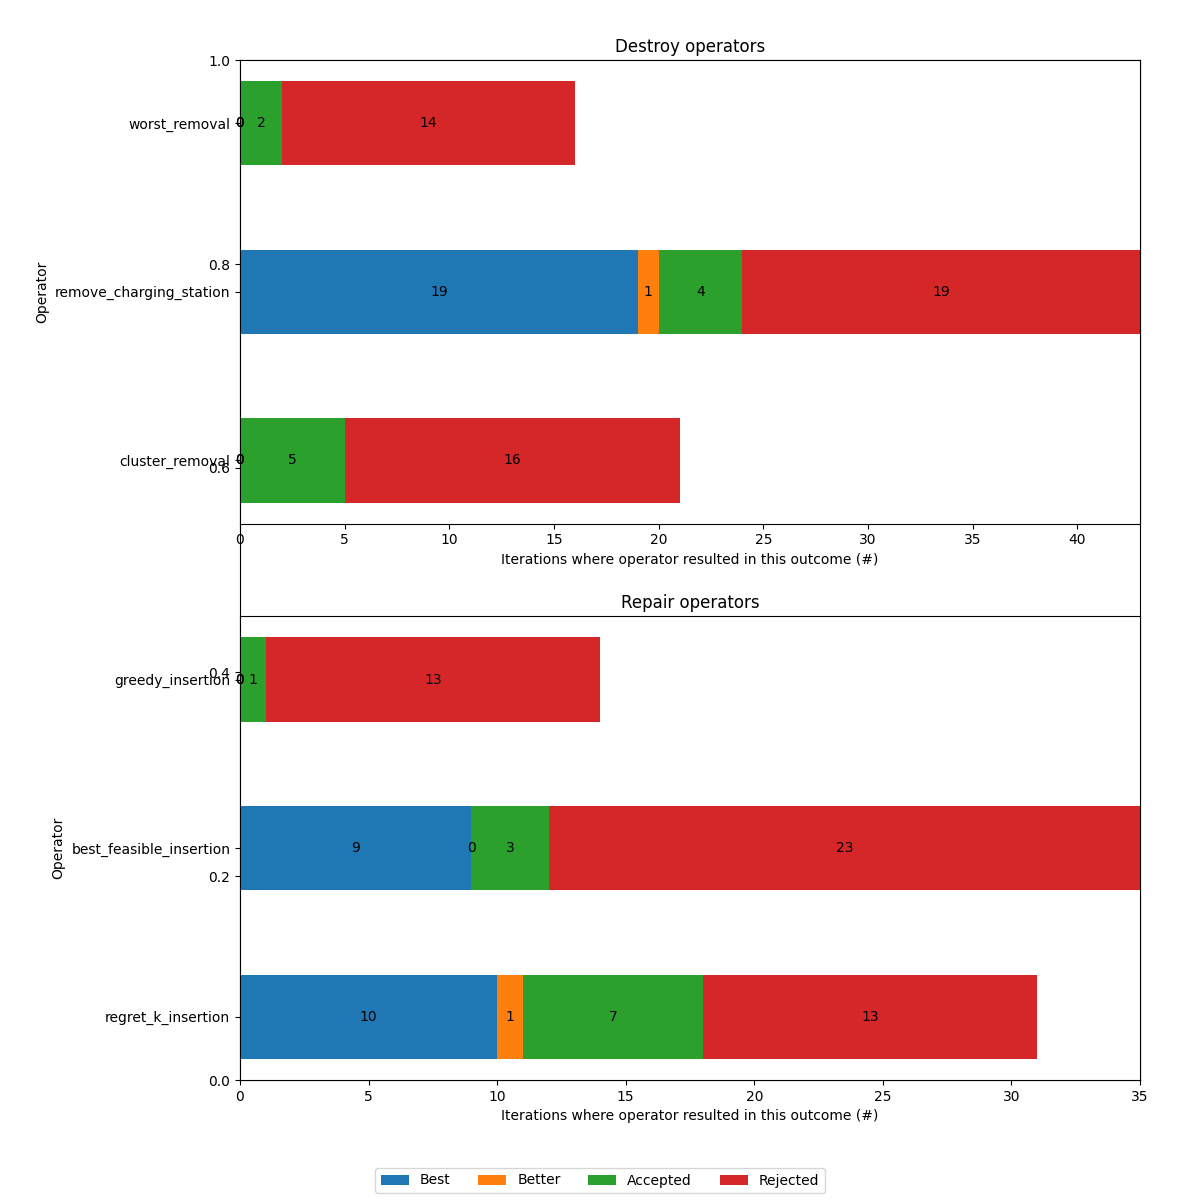 Destroy operators
1.0
worst_removal 0 2 14
0.8
Operator
remove_charging_station 19 1 4 19
cluster_removal 0 5 16
0.6
0 5 10 15 20 25 30 35 40
Iterations where operator resulted in this outcome (#)
Repair operators
0.4
greedy_insertion 0 1 13
Operator
best_feasible_insertion 9 0 3 23
0.2
regret_k_insertion 10 1 7 13
0.0
0 5 10 15 20 25 30 35
Iterations where operator resulted in this outcome (#)
Best Better Accepted Rejected